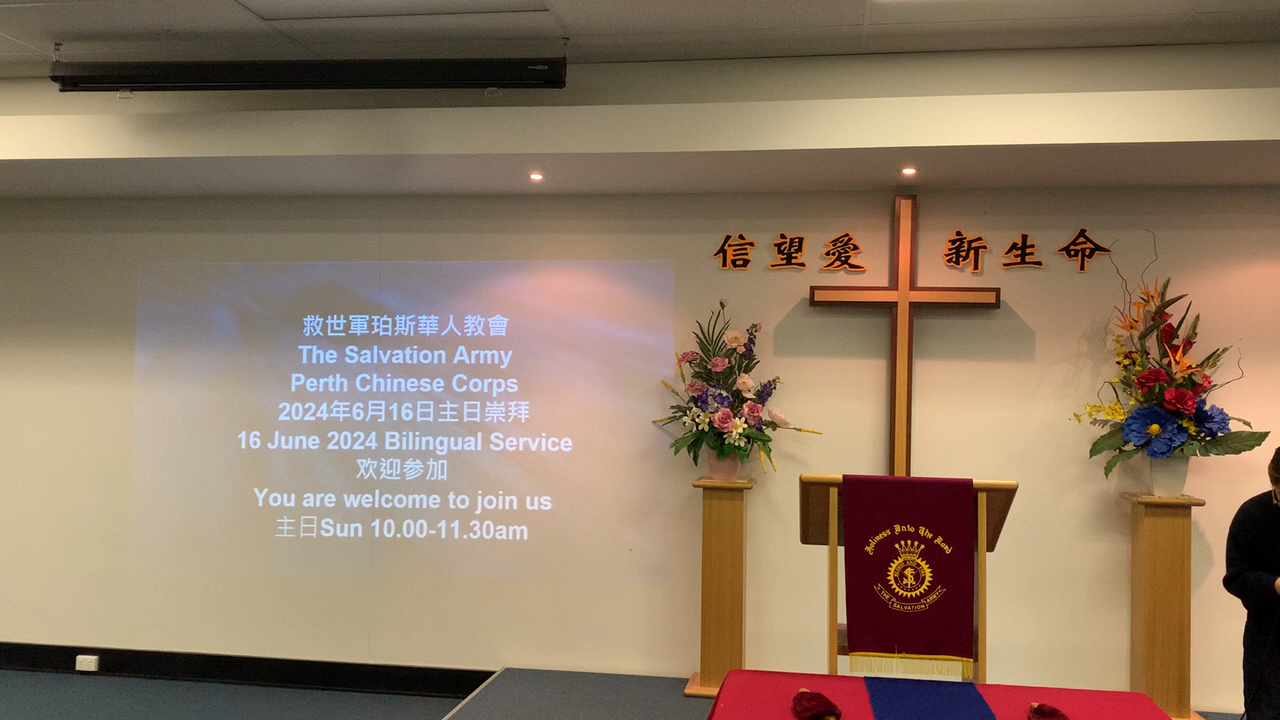 救世軍珀斯華人教會
The Salvation Army
Perth Chinese Corps
2024年6月16日主日崇拜
16 June 2024 Bilingual Service
欢迎参加
You are welcome to join us
主日Sun 10.00-11.30am
信望愛 新生命
Holiness Unto The Lord
THE SALVATION ARMY